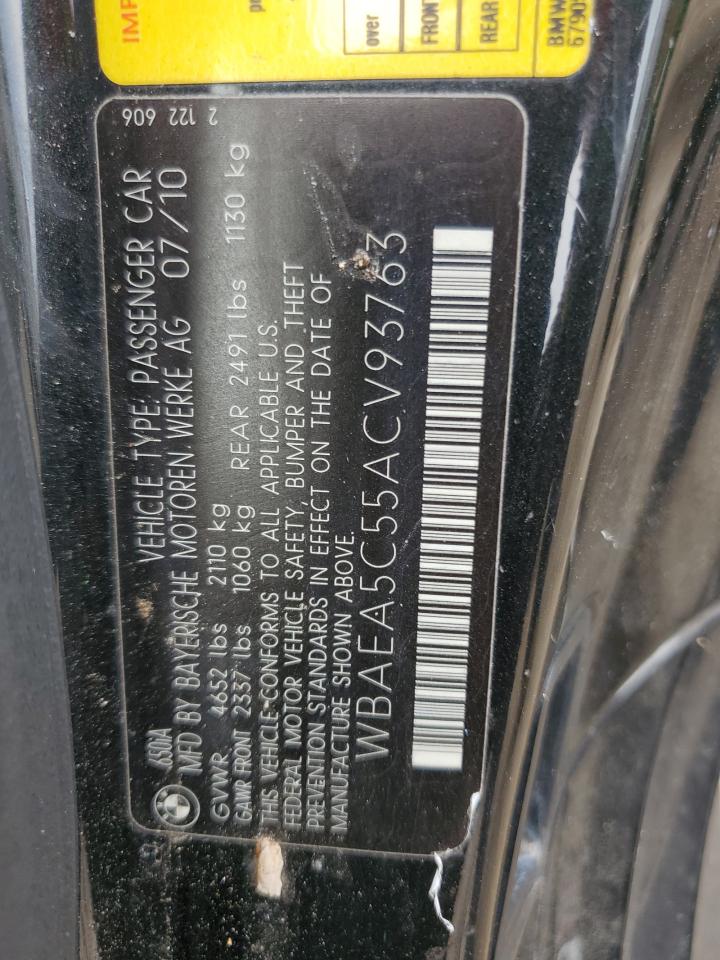 IMP
over
FRONT
REAR
BMW
2 122 606
J630A
VEHICLE TYPE: PASSENGER CAR
MFD BY BAYERISCHE MOTOREN WERKE AG 07/10
GVWR 4652 lbs 2110 kg
GAWR FRONT 2337 lbs 1060 kg REAR 2491 lbs 1130 kg
THIS VEHICLE CONFORMS TO ALL APPLICABLE U.S.
FEDERAL MOTOR VEHICLE SAFETY, BUMPER AND THEFT
PREVENTION STANDARDS IN EFFECT ON THE DATE OF
MANUFACTURE SHOWN ABOVE.
WBAEA5C55ACV93763